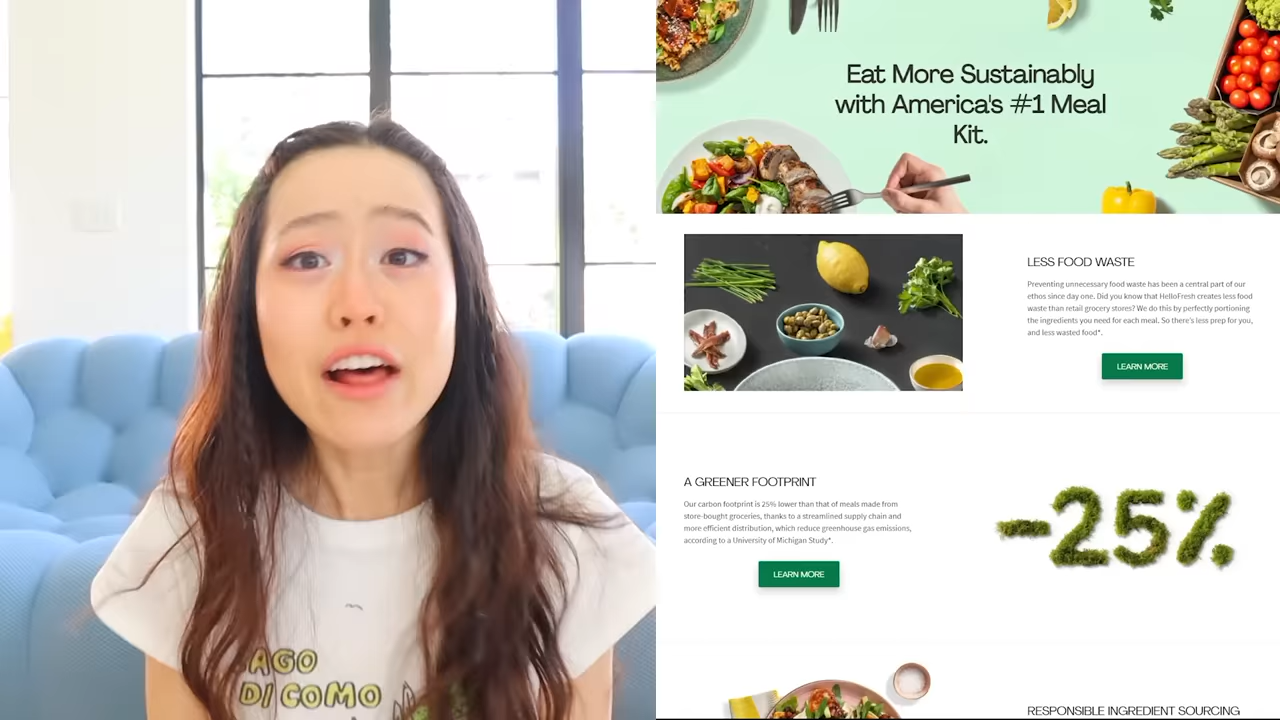 AGO
DI COMO
Eat More Sustainably
with America's #1 Meal
Kit.
LESS FOOD WASTE
Preventing unnecessary food waste has been a central part of our
ethos since day one. Did you know that HelloFresh creates less food
waste than retail grocery stores? We do this by perfectly portioning
the ingredients you need for each meal. So there's less prep for you,
and less wasted food*.
LEARN MORE
A GREENER FOOTPRINT
Our carbon footprint is 25% lower than that of meals made from
store-bought groceries, thanks to a streamlined supply chain and
more efficient distribution, which reduce greenhouse gas emissions,
according to a University of Michigan Study*.
LEARN MORE
-25%
RESPONSIBLE INGREDIENT SOURCING